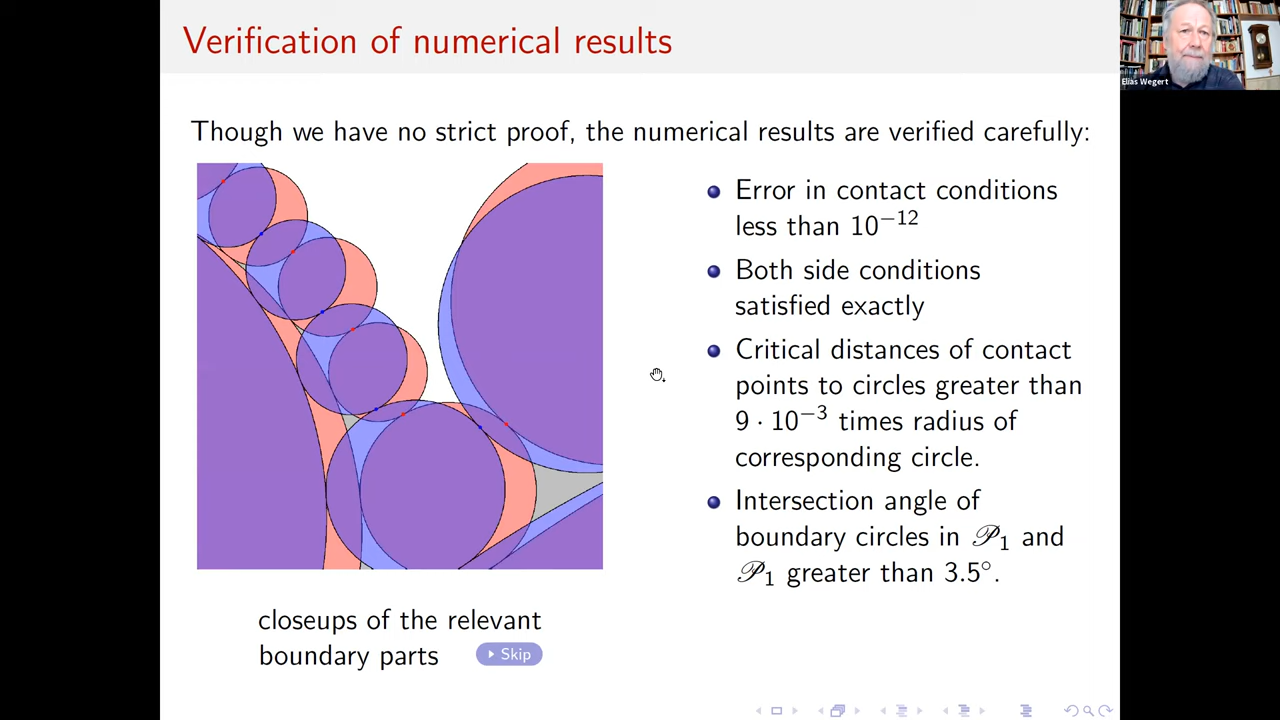 Verification of numerical results
Elias Wegert
Though we have no strict proof, the numerical results are verified carefully:
Error in contact conditions
less than 10⁻¹²
Both side conditions
satisfied exactly
Critical distances of contact
points to circles greater than
9 · 10⁻³ times radius of
corresponding circle.
Intersection angle of
boundary circles in 𝒫₁ and
𝒫₁ greater than 3.5°.
closeups of the relevant
boundary parts
Skip